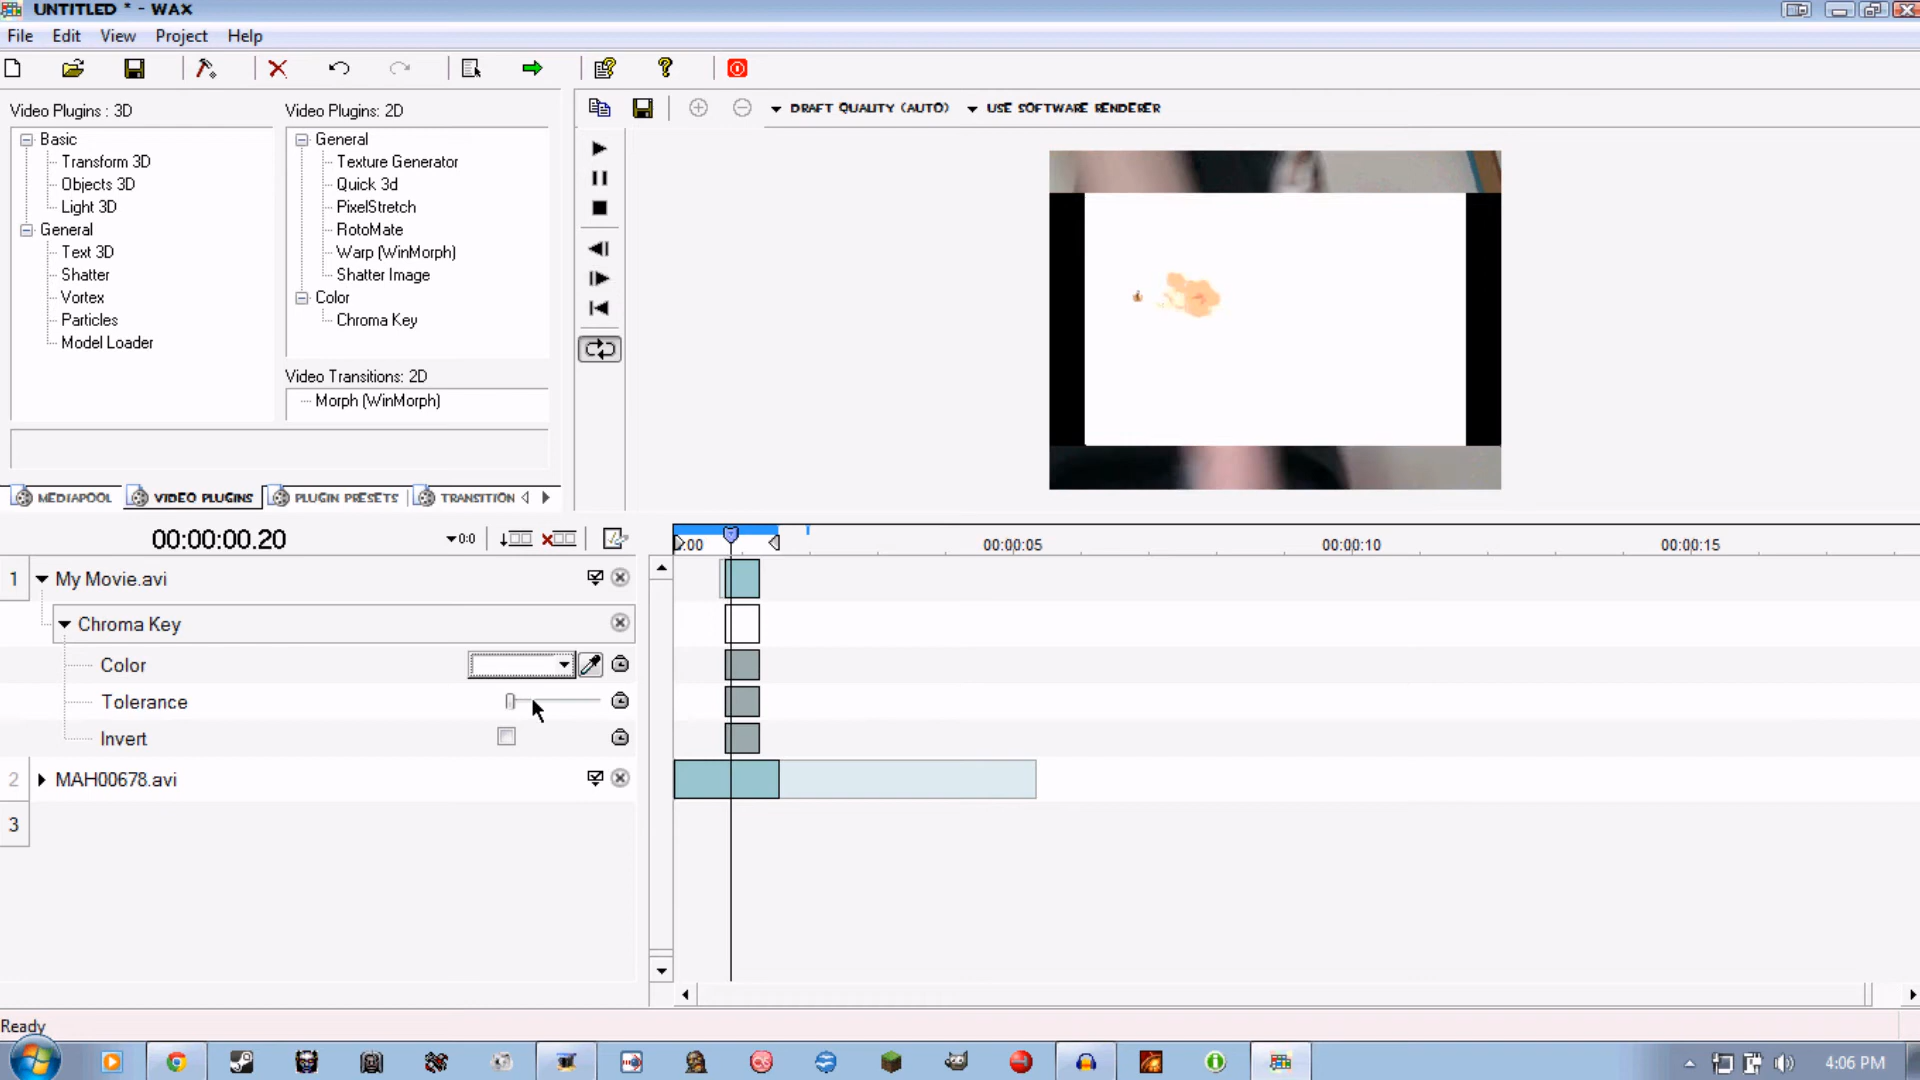 UNTITLED * - WAX
File Edit View Project Help
Video Plugins : 3D
Basic
Transform 3D
Objects 3D
Light 3D
General
Text 3D
Shatter
Vortex
Particles
Model Loader
Video Plugins: 2D
General
Texture Generator
Quick 3d
PixelStretch
RotoMate
Warp (WinMorph)
Shatter Image
Color
Chroma Key
Video Transitions: 2D
Morph (WinMorph)
DRAFT QUALITY (AUTO) USE SOFTWARE RENDERER
MEDIAPOOL VIDEO PLUGINS PLUGIN PRESETS TRANSITION
00:00:00.20 0:0
:00 00:00:05 00:00:10 00:00:15
1 My Movie.avi
Chroma Key
Color
Tolerance
Invert
2 MAH00678.avi
3
Ready
4:06 PM